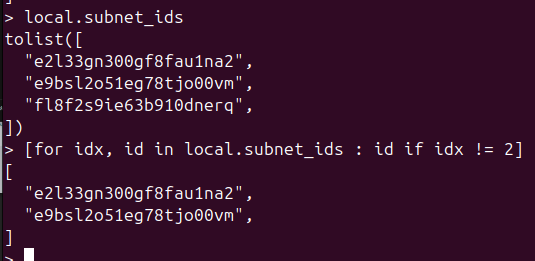 > local.subnet_ids
tolist([
  "e2l33gn300gf8fau1na2",
  "e9bsl2o51eg78tjo00vm",
  "fl8f2s9ie63b910dnerq",
])
> [for idx, id in local.subnet_ids : id if idx != 2]
[
  "e2l33gn300gf8fau1na2",
  "e9bsl2o51eg78tjo00vm",
]
>